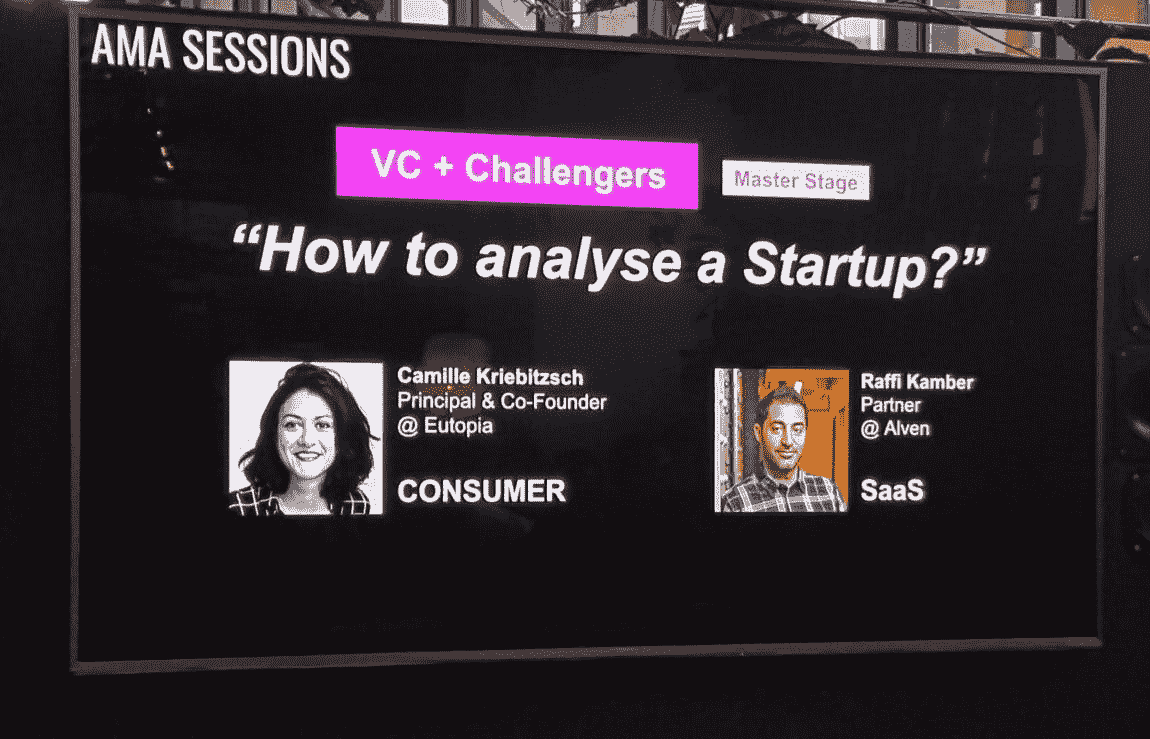 AMA SESSIONS
VC + Challengers
Master Stage
“How to analyse a Startup?”
Camille Kriebitzsch
Principal & Co-Founder
@ Eutopia
CONSUMER
Raffi Kamber
Partner
@ Alven
SaaS